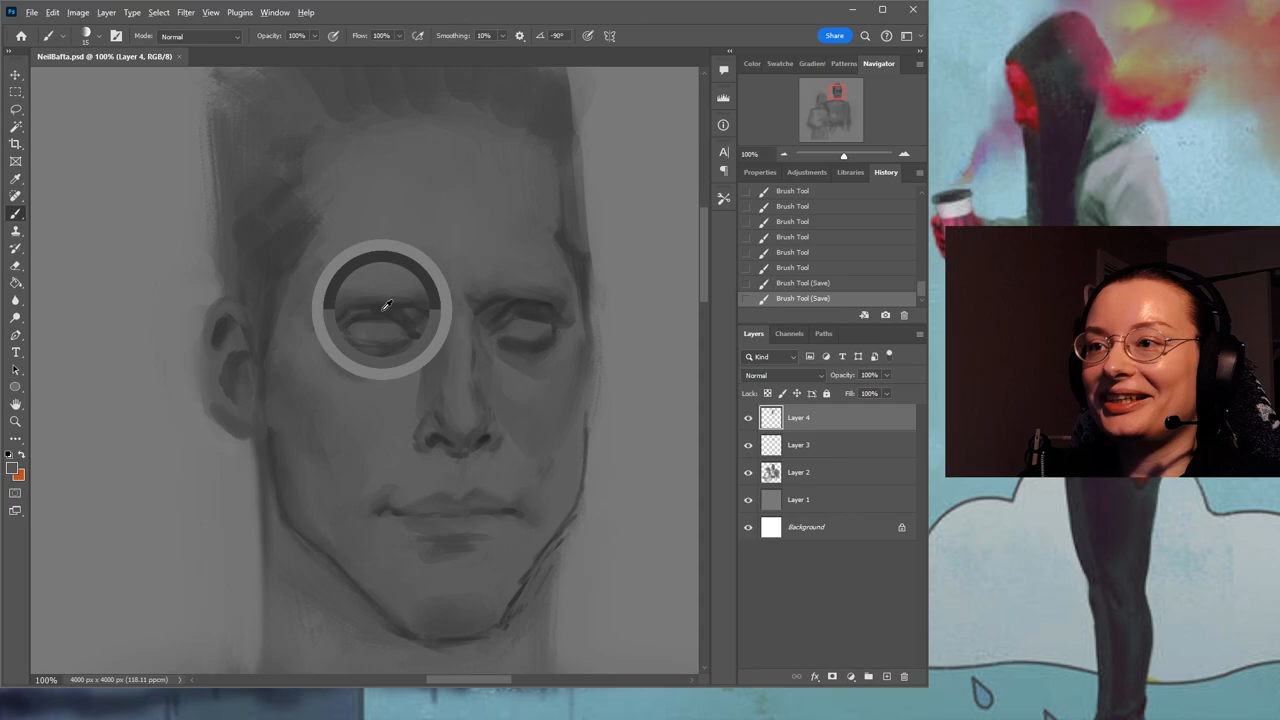 Ps File Edit Image Layer Type Select Filter View Plugins Window Help
15 Mode: Normal Opacity: 100% Flow: 100% Smoothing: 10% -90° Share
NeilBafta.psd @ 100% (Layer 4, RGB/8) ×
Color Swatche Gradien Patterns Navigator
100%
Properties Adjustments Libraries History
Brush Tool
Brush Tool
Brush Tool
Brush Tool
Brush Tool
Brush Tool
Brush Tool (Save)
Brush Tool (Save)
Layers Channels Paths
Kind
Normal Opacity: 100%
Lock: Fill: 100%
Layer 4
Layer 3
Layer 2
Layer 1
Background
fx
100% 4000 px x 4000 px (118.11 ppcm)